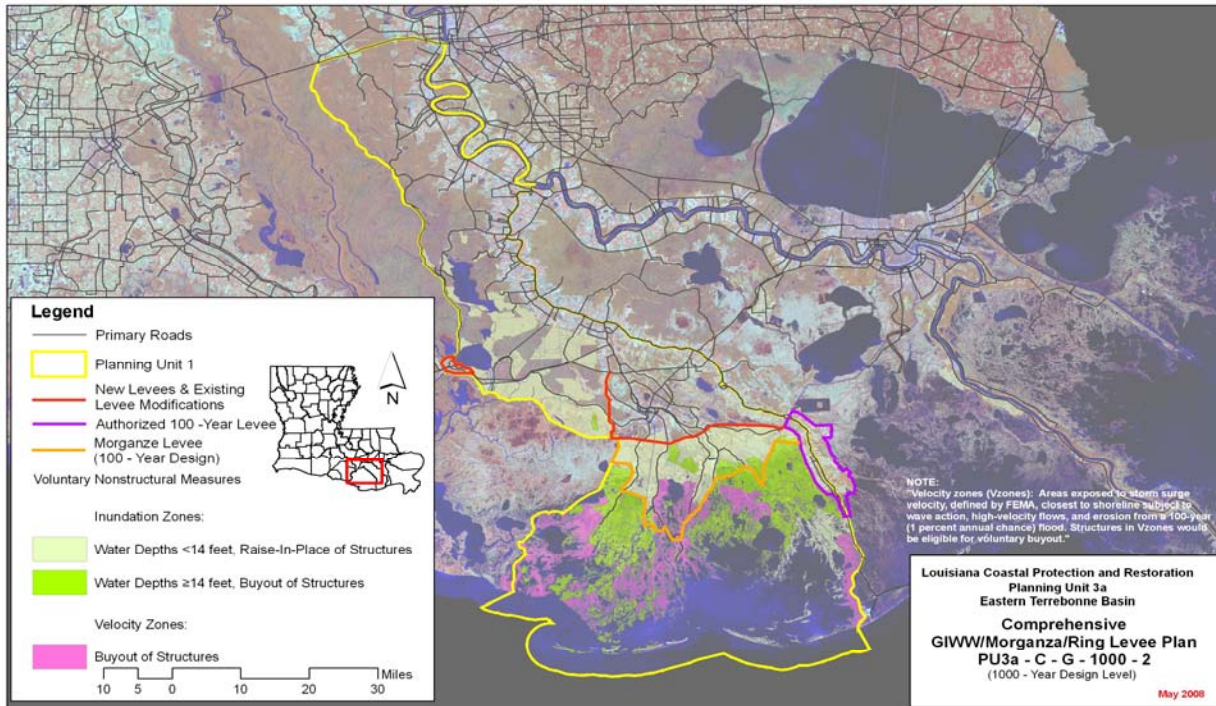 Legend
Primary Roads
Planning Unit 1
New Levees & Existing
Levee Modifications
Authorized 100 -Year Levee
Morganze Levee
(100 - Year Design)
Voluntary Nonstructural Measures
Inundation Zones:
Water Depths <14 feet, Raise-In-Place of Structures
Water Depths ≥14 feet, Buyout of Structures
Velocity Zones:
Buyout of Structures
N
Miles
10 5 0 10 20 30
NOTE:
"Velocity zones (Vzones): Areas exposed to storm surge
velocity, defined by FEMA, closest to shoreline subject to
wave action, high-velocity flows, and erosion from a 100-year
(1 percent annual chance) flood. Structures in Vzones would
be eligible for voluntary buyout."
Louisiana Coastal Protection and Restoration
Planning Unit 3a
Eastern Terrebonne Basin
Comprehensive
GIWW/Morganza/Ring Levee Plan
PU3a - C - G - 1000 - 2
(1000 - Year Design Level)
May 2008